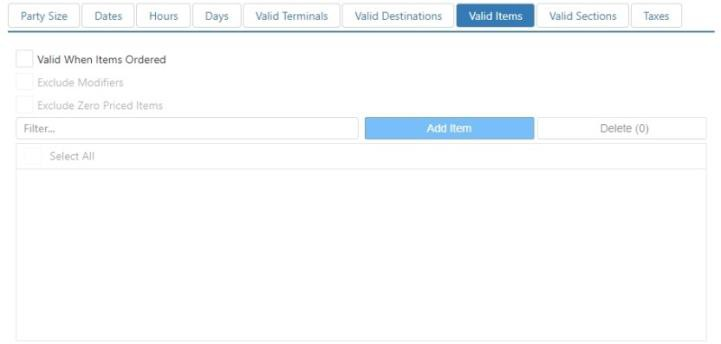 Party Size Dates Hours Days Valid Terminals Valid Destinations Valid Items Valid Sections Taxes
Valid When Items Ordered
Exclude Modifiers
Exclude Zero Priced Items
Filter... Add Item Delete (0)
Select All